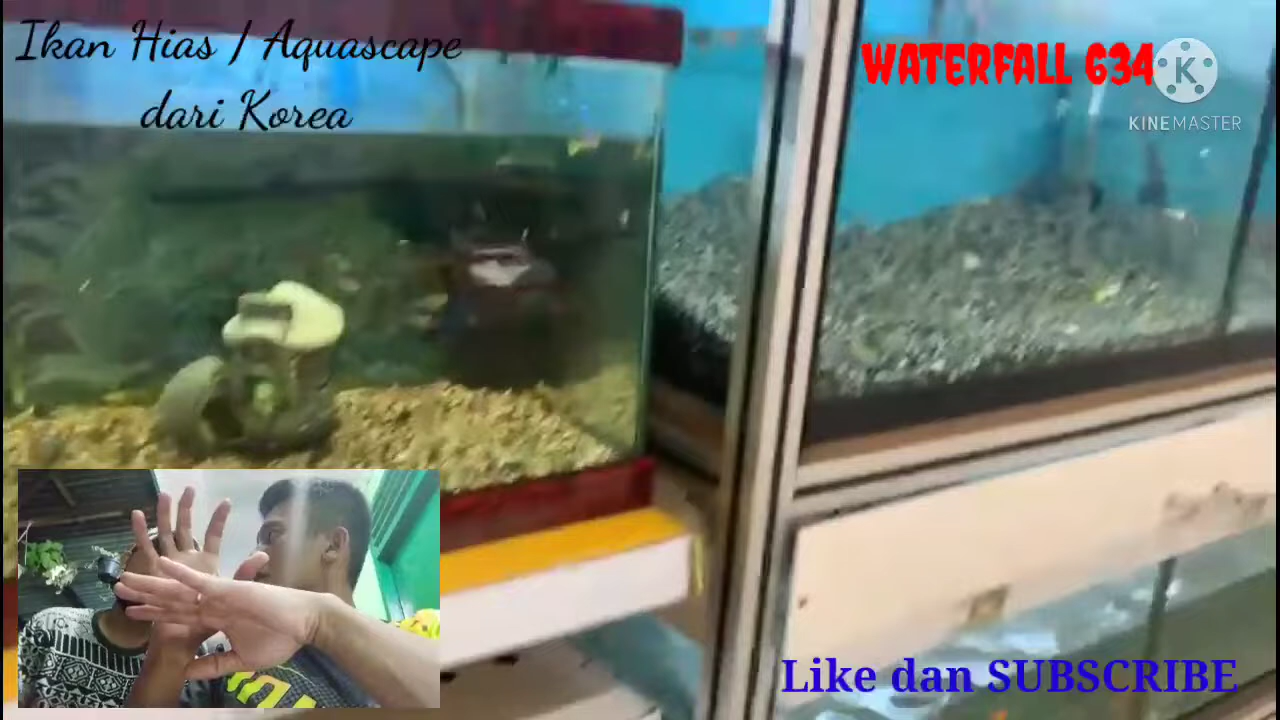 Ikan Hias / Aquascape
dari Korea
WATERFALL 634
K
KINEMASTER
Like dan SUBSCRIBE